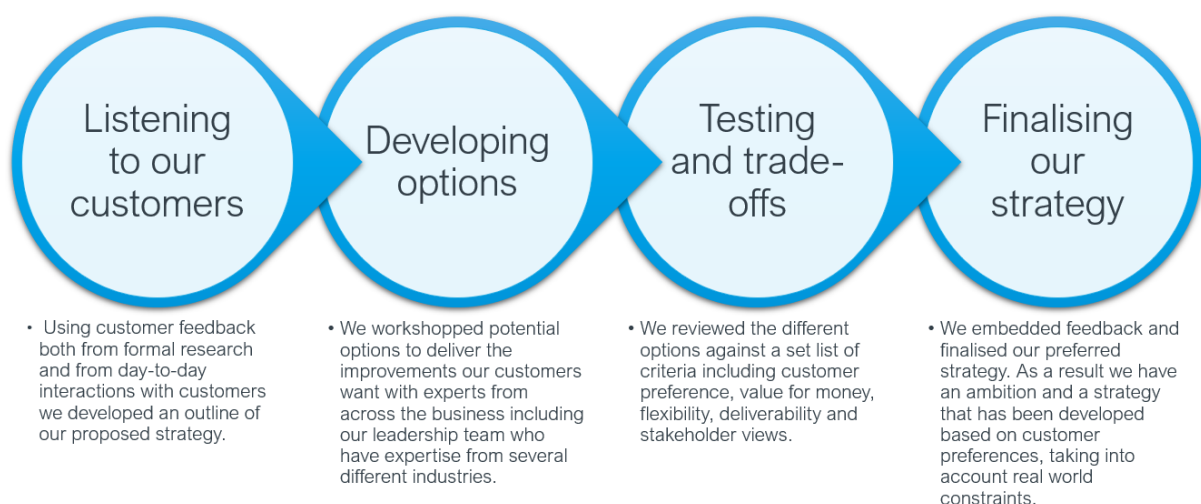 Listening
to our
customers
Developing
options
Testing
and trade-
offs
Finalising
our
strategy
• Using customer feedback
both from formal research
and from day-to-day
interactions with customers
we developed an outline of
our proposed strategy.
• We workshopped potential
options to deliver the
improvements our customers
want with experts from
across the business including
our leadership team who
have expertise from several
different industries.
• We reviewed the different
options against a set list of
criteria including customer
preference, value for money,
flexibility, deliverability and
stakeholder views.
• We embedded feedback and
finalised our preferred
strategy. As a result we have
an ambition and a strategy
that has been developed
based on customer
preferences, taking into
account real world
constraints.